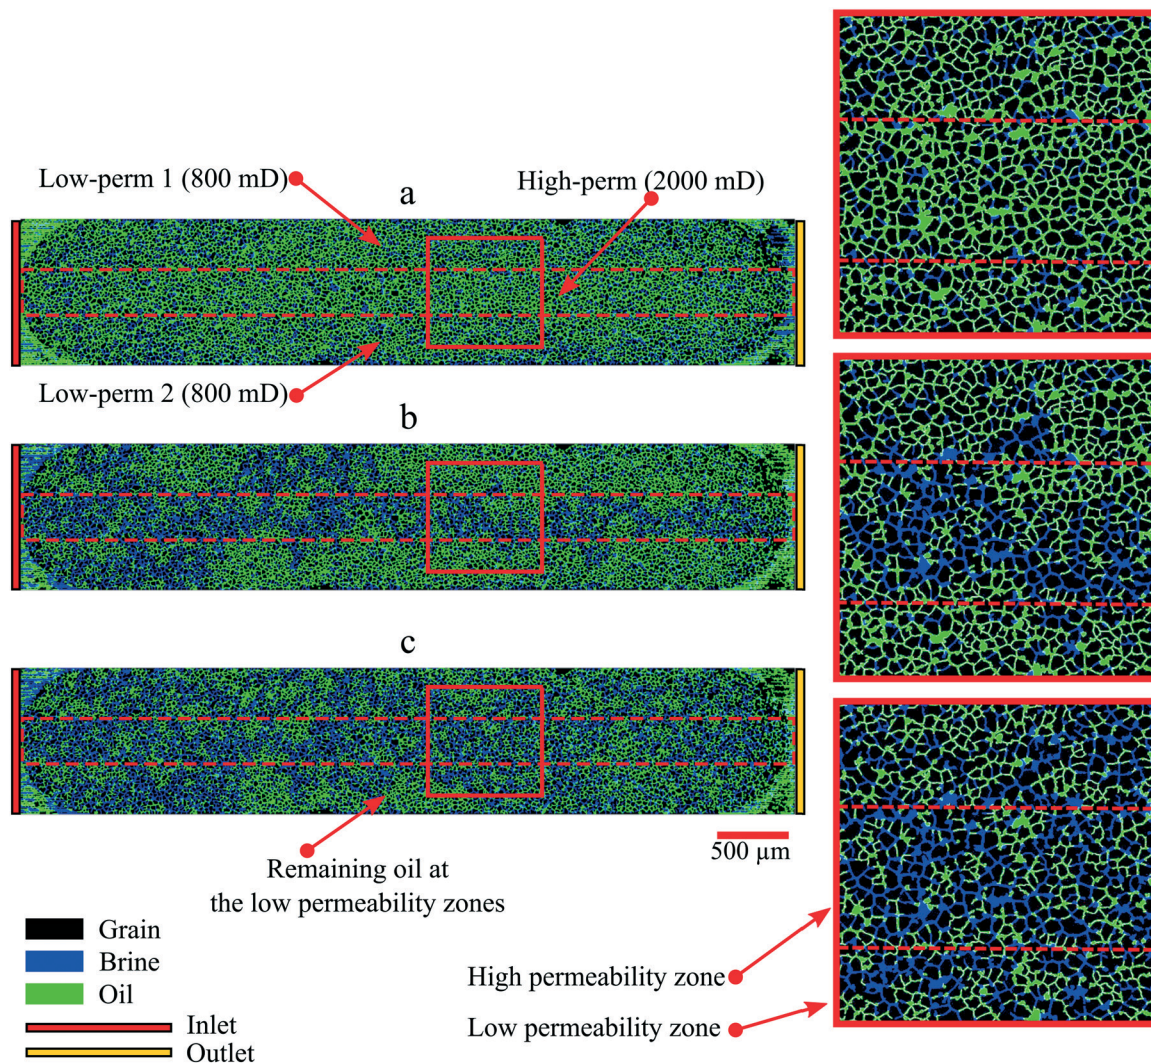 Low-perm 1 (800 mD)
a
High-perm (2000 mD)
Low-perm 2 (800 mD)
b
c
500 µm
Remaining oil at
the low permeability zones
Grain
Brine
Oil
Inlet
Outlet
High permeability zone
Low permeability zone